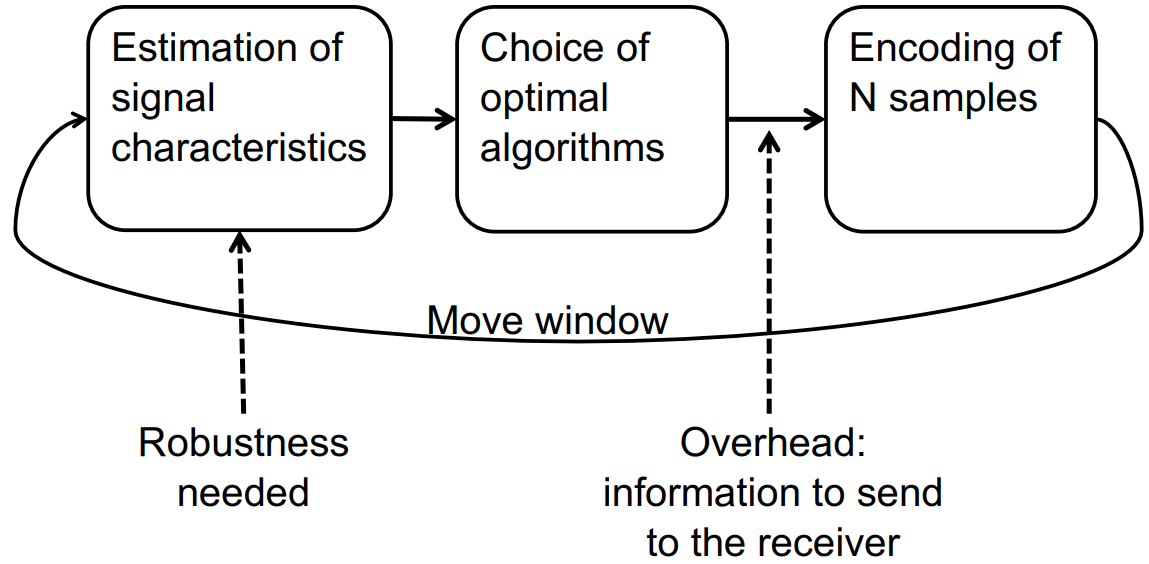 Estimation of
signal
characteristics
Choice of
optimal
algorithms
Encoding of
N samples
Move window
Robustness
needed
Overhead:
information to send
to the receiver